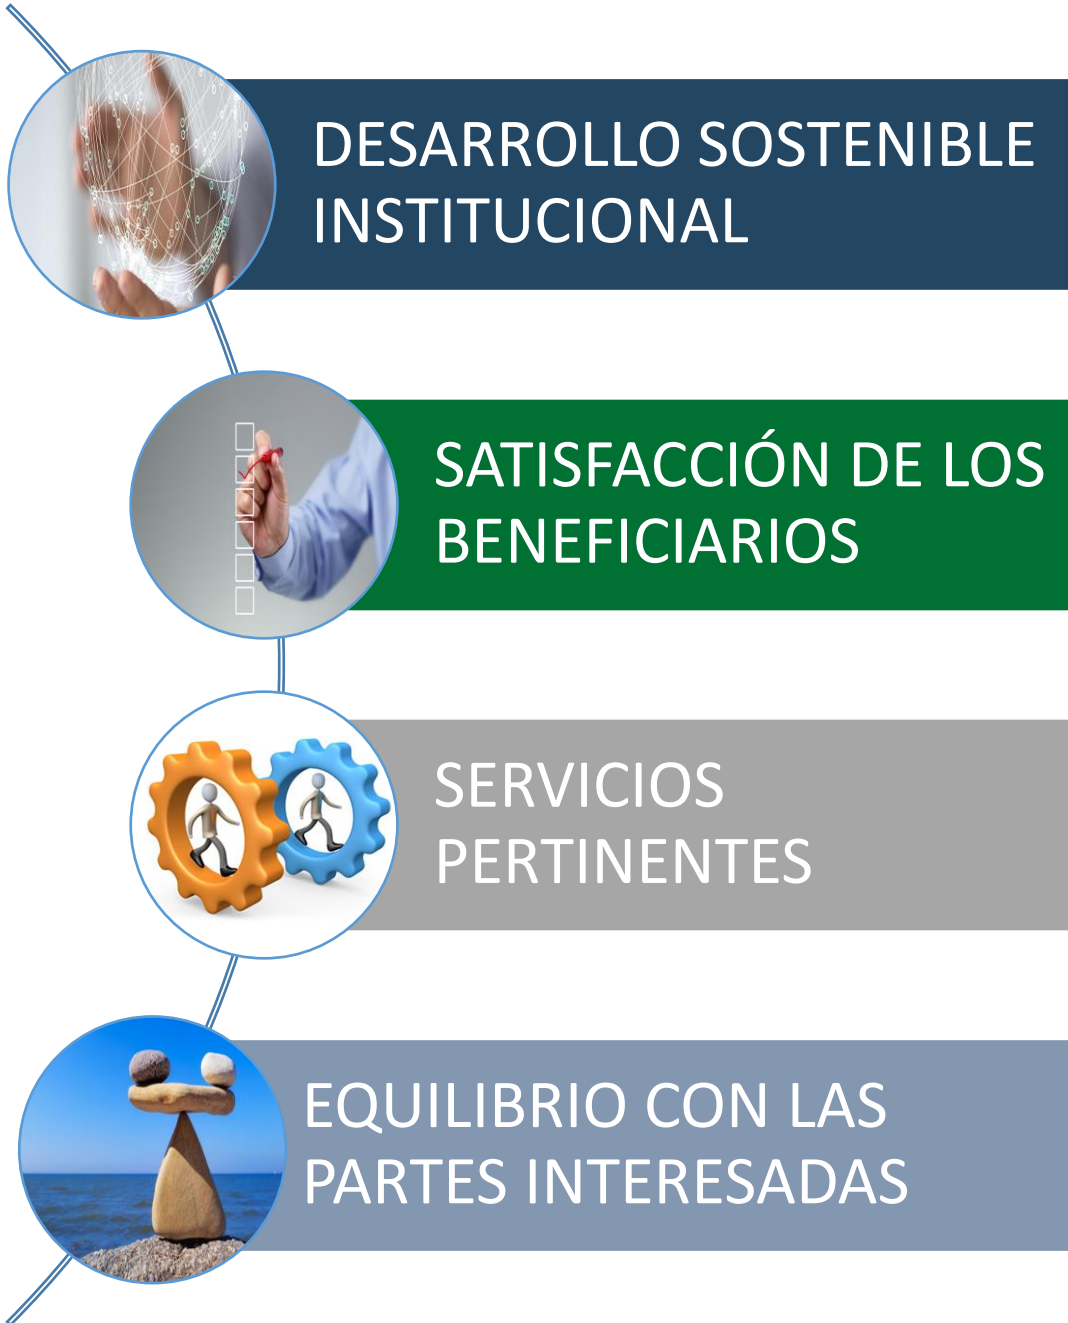 DESARROLLO SOSTENIBLE
INSTITUCIONAL
SATISFACCIÓN DE LOS
BENEFICIARIOS
SERVICIOS
PERTINENTES
EQUILIBRIO CON LAS
PARTES INTERESADAS